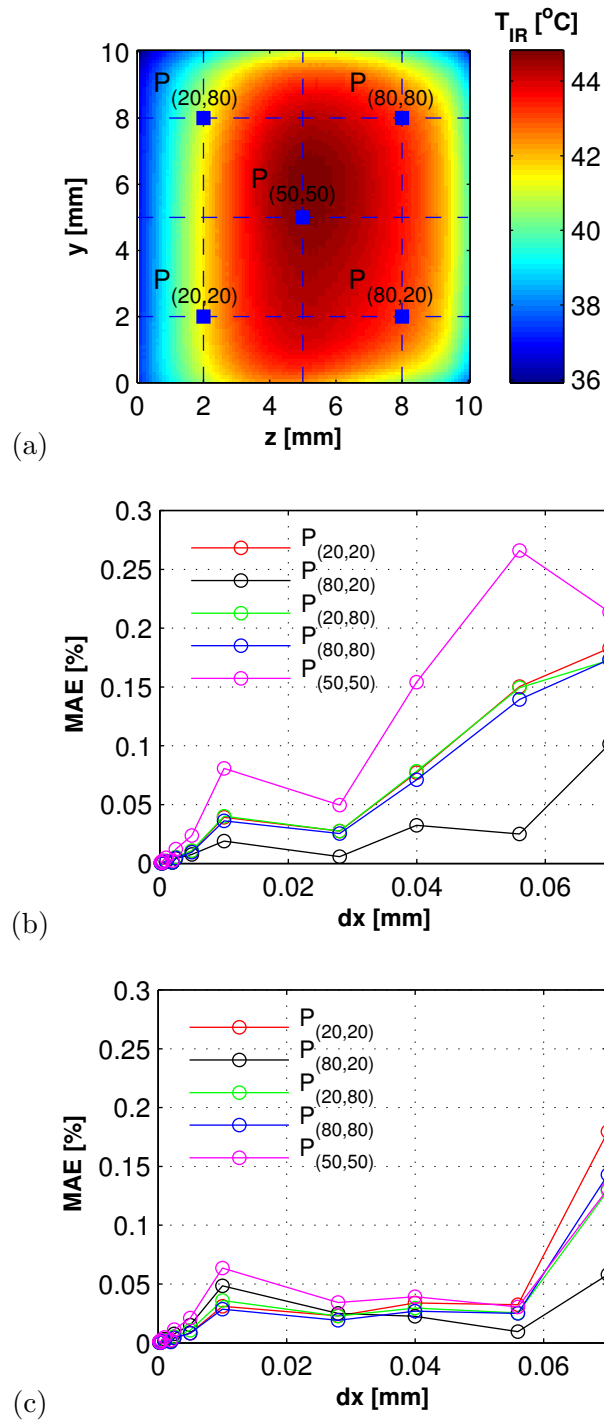 T_IR [°C]
10
8
6
4
2
0
y [mm]
P(20,80)
P(80,80)
P(50,50)
P(20,20)
P(80,20)
44
42
40
38
36
0 2 4 6 8 10
z [mm]
(a)
0.3
0.25
0.2
0.15
0.1
0.05
0
MAE [%]
P(20,20)
P(80,20)
P(20,80)
P(80,80)
P(50,50)
0 0.02 0.04 0.06
dx [mm]
(b)
0.3
0.25
0.2
0.15
0.1
0.05
0
MAE [%]
P(20,20)
P(80,20)
P(20,80)
P(80,80)
P(50,50)
0 0.02 0.04 0.06
dx [mm]
(c)